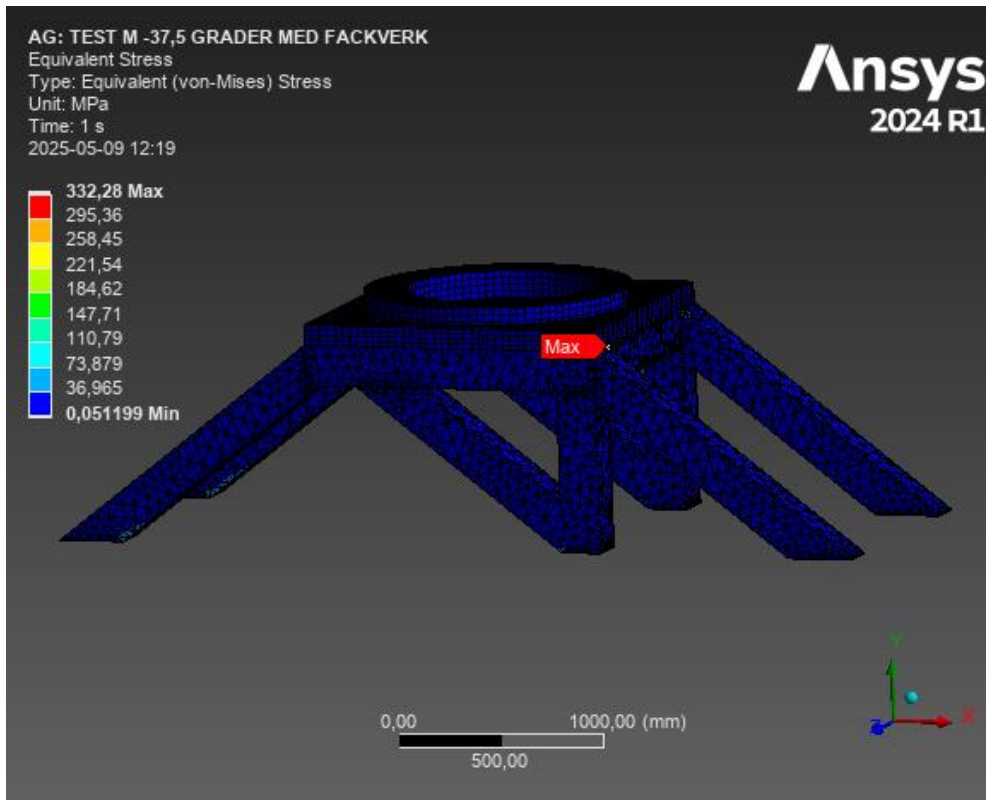 AG: TEST M -37,5 GRADER MED FACKVERK
Equivalent Stress
Type: Equivalent (von-Mises) Stress
Unit: MPa
Time: 1 s
2025-05-09 12:19
Ansys
2024 R1
332,28 Max
295,36
258,45
221,54
184,62
147,71
110,79
73,879
36,965
0,051199 Min
Max
Y
X
Z
0,00
1000,00 (mm)
500,00